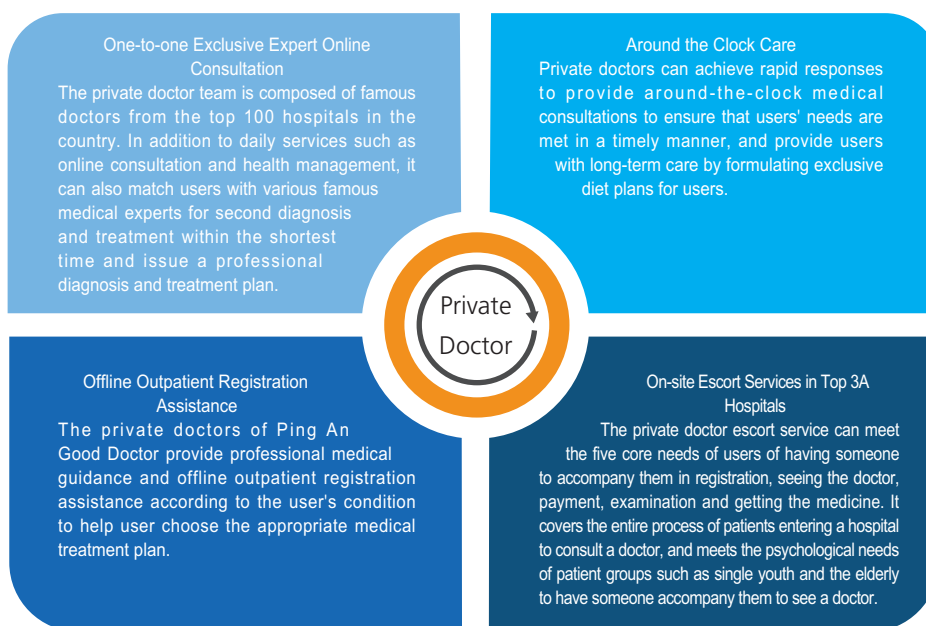 One-to-one Exclusive Expert Online
Consultation
The private doctor team is composed of famous
doctors from the top 100 hospitals in the
country. In addition to daily services such as
online consultation and health management, it
can also match users with various famous
medical experts for second diagnosis
and treatment within the shortest
time and issue a professional
diagnosis and treatment plan.
Around the Clock Care
Private doctors can achieve rapid responses
to provide around-the-clock medical
consultations to ensure that users' needs are
met in a timely manner, and provide users
with long-term care by formulating exclusive
diet plans for users.
Private
Doctor
Offline Outpatient Registration
Assistance
The private doctors of Ping An
Good Doctor provide professional medical
guidance and offline outpatient registration
assistance according to the user's condition
to help user choose the appropriate medical
treatment plan.
On-site Escort Services in Top 3A
Hospitals
The private doctor escort service can meet
the five core needs of users of having someone
to accompany them in registration, seeing the doctor,
payment, examination and getting the medicine. It
covers the entire process of patients entering a hospital
to consult a doctor, and meets the psychological needs
of patient groups such as single youth and the elderly
to have someone accompany them to see a doctor.